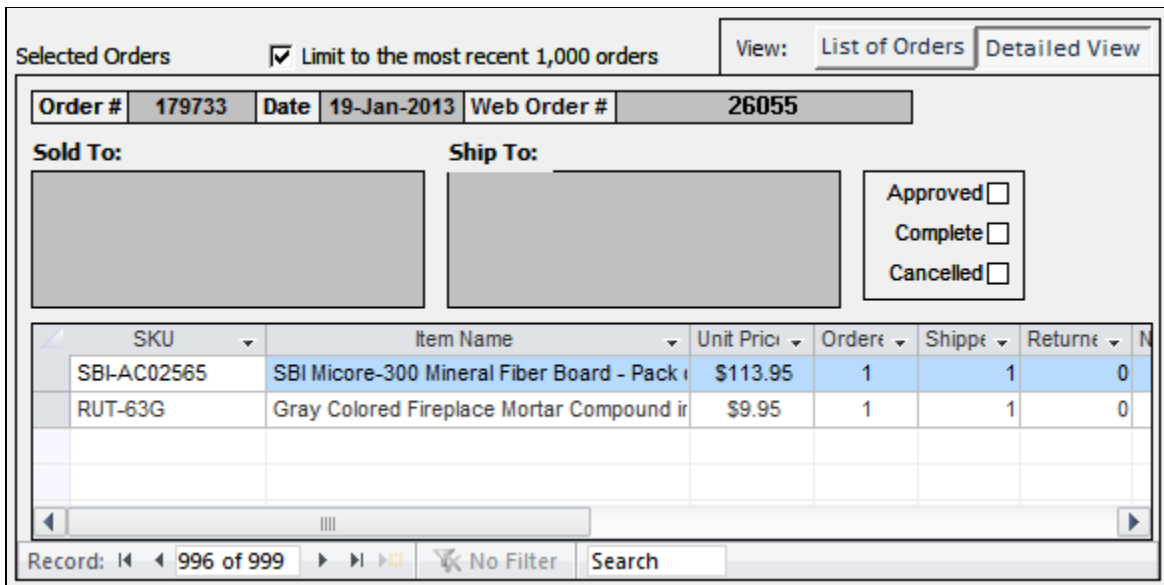 Selected Orders Limit to the most recent 1,000 orders View: List of Orders Detailed View
Order # 179733 Date 19-Jan-2013 Web Order # 26055
Sold To: Ship To:
Approved
Complete
Cancelled
SKU Item Name Unit Pric Ordere Shippe Returne N
SBI-AC02565 SBI Micore-300 Mineral Fiber Board - Pack $113.95 1 1 0
RUT-63G Gray Colored Fireplace Mortar Compound in $9.95 1 1 0
Record: 996 of 999 No Filter Search